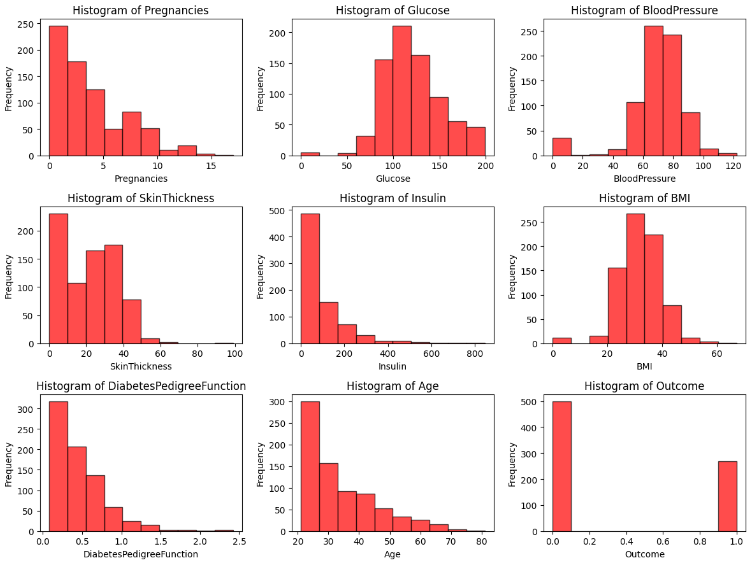 Histogram of Pregnancies
Frequency
250
200
150
100
50
0
0 5 10 15
Pregnancies
Histogram of Glucose
Frequency
200
150
100
50
0
0 50 100 150 200
Glucose
Histogram of BloodPressure
Frequency
250
200
150
100
50
0
0 20 40 60 80 100 120
BloodPressure
Histogram of SkinThickness
Frequency
200
150
100
50
0
0 20 40 60 80 100
SkinThickness
Histogram of Insulin
Frequency
500
400
300
200
100
0
0 200 400 600 800
Insulin
Histogram of BMI
Frequency
250
200
150
100
50
0
0 20 40 60
BMI
Histogram of DiabetesPedigreeFunction
Frequency
300
250
200
150
100
50
0
0.0 0.5 1.0 1.5 2.0 2.5
DiabetesPedigreeFunction
Histogram of Age
Frequency
300
250
200
150
100
50
0
20 30 40 50 60 70 80
Age
Histogram of Outcome
Frequency
500
400
300
200
100
0
0.0 0.2 0.4 0.6 0.8 1.0
Outcome